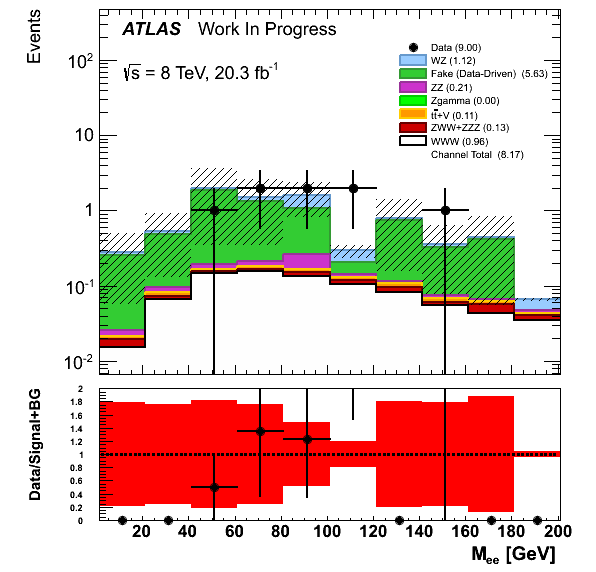 Events
ATLAS Work In Progress
√s = 8 TeV, 20.3 fb⁻¹
Data (9.00)
WZ (1.12)
Fake (Data-Driven) (5.63)
ZZ (0.21)
Zgamma (0.00)
tt̄+V (0.11)
ZWW+ZZZ (0.13)
WWW (0.96)
Channel Total (8.17)
10²
10
1
10⁻¹
10⁻²
Data/Signal+BG
2
1.8
1.6
1.4
1.2
1
0.8
0.6
0.4
0.2
0
20 40 60 80 100 120 140 160 180 200
Mee [GeV]